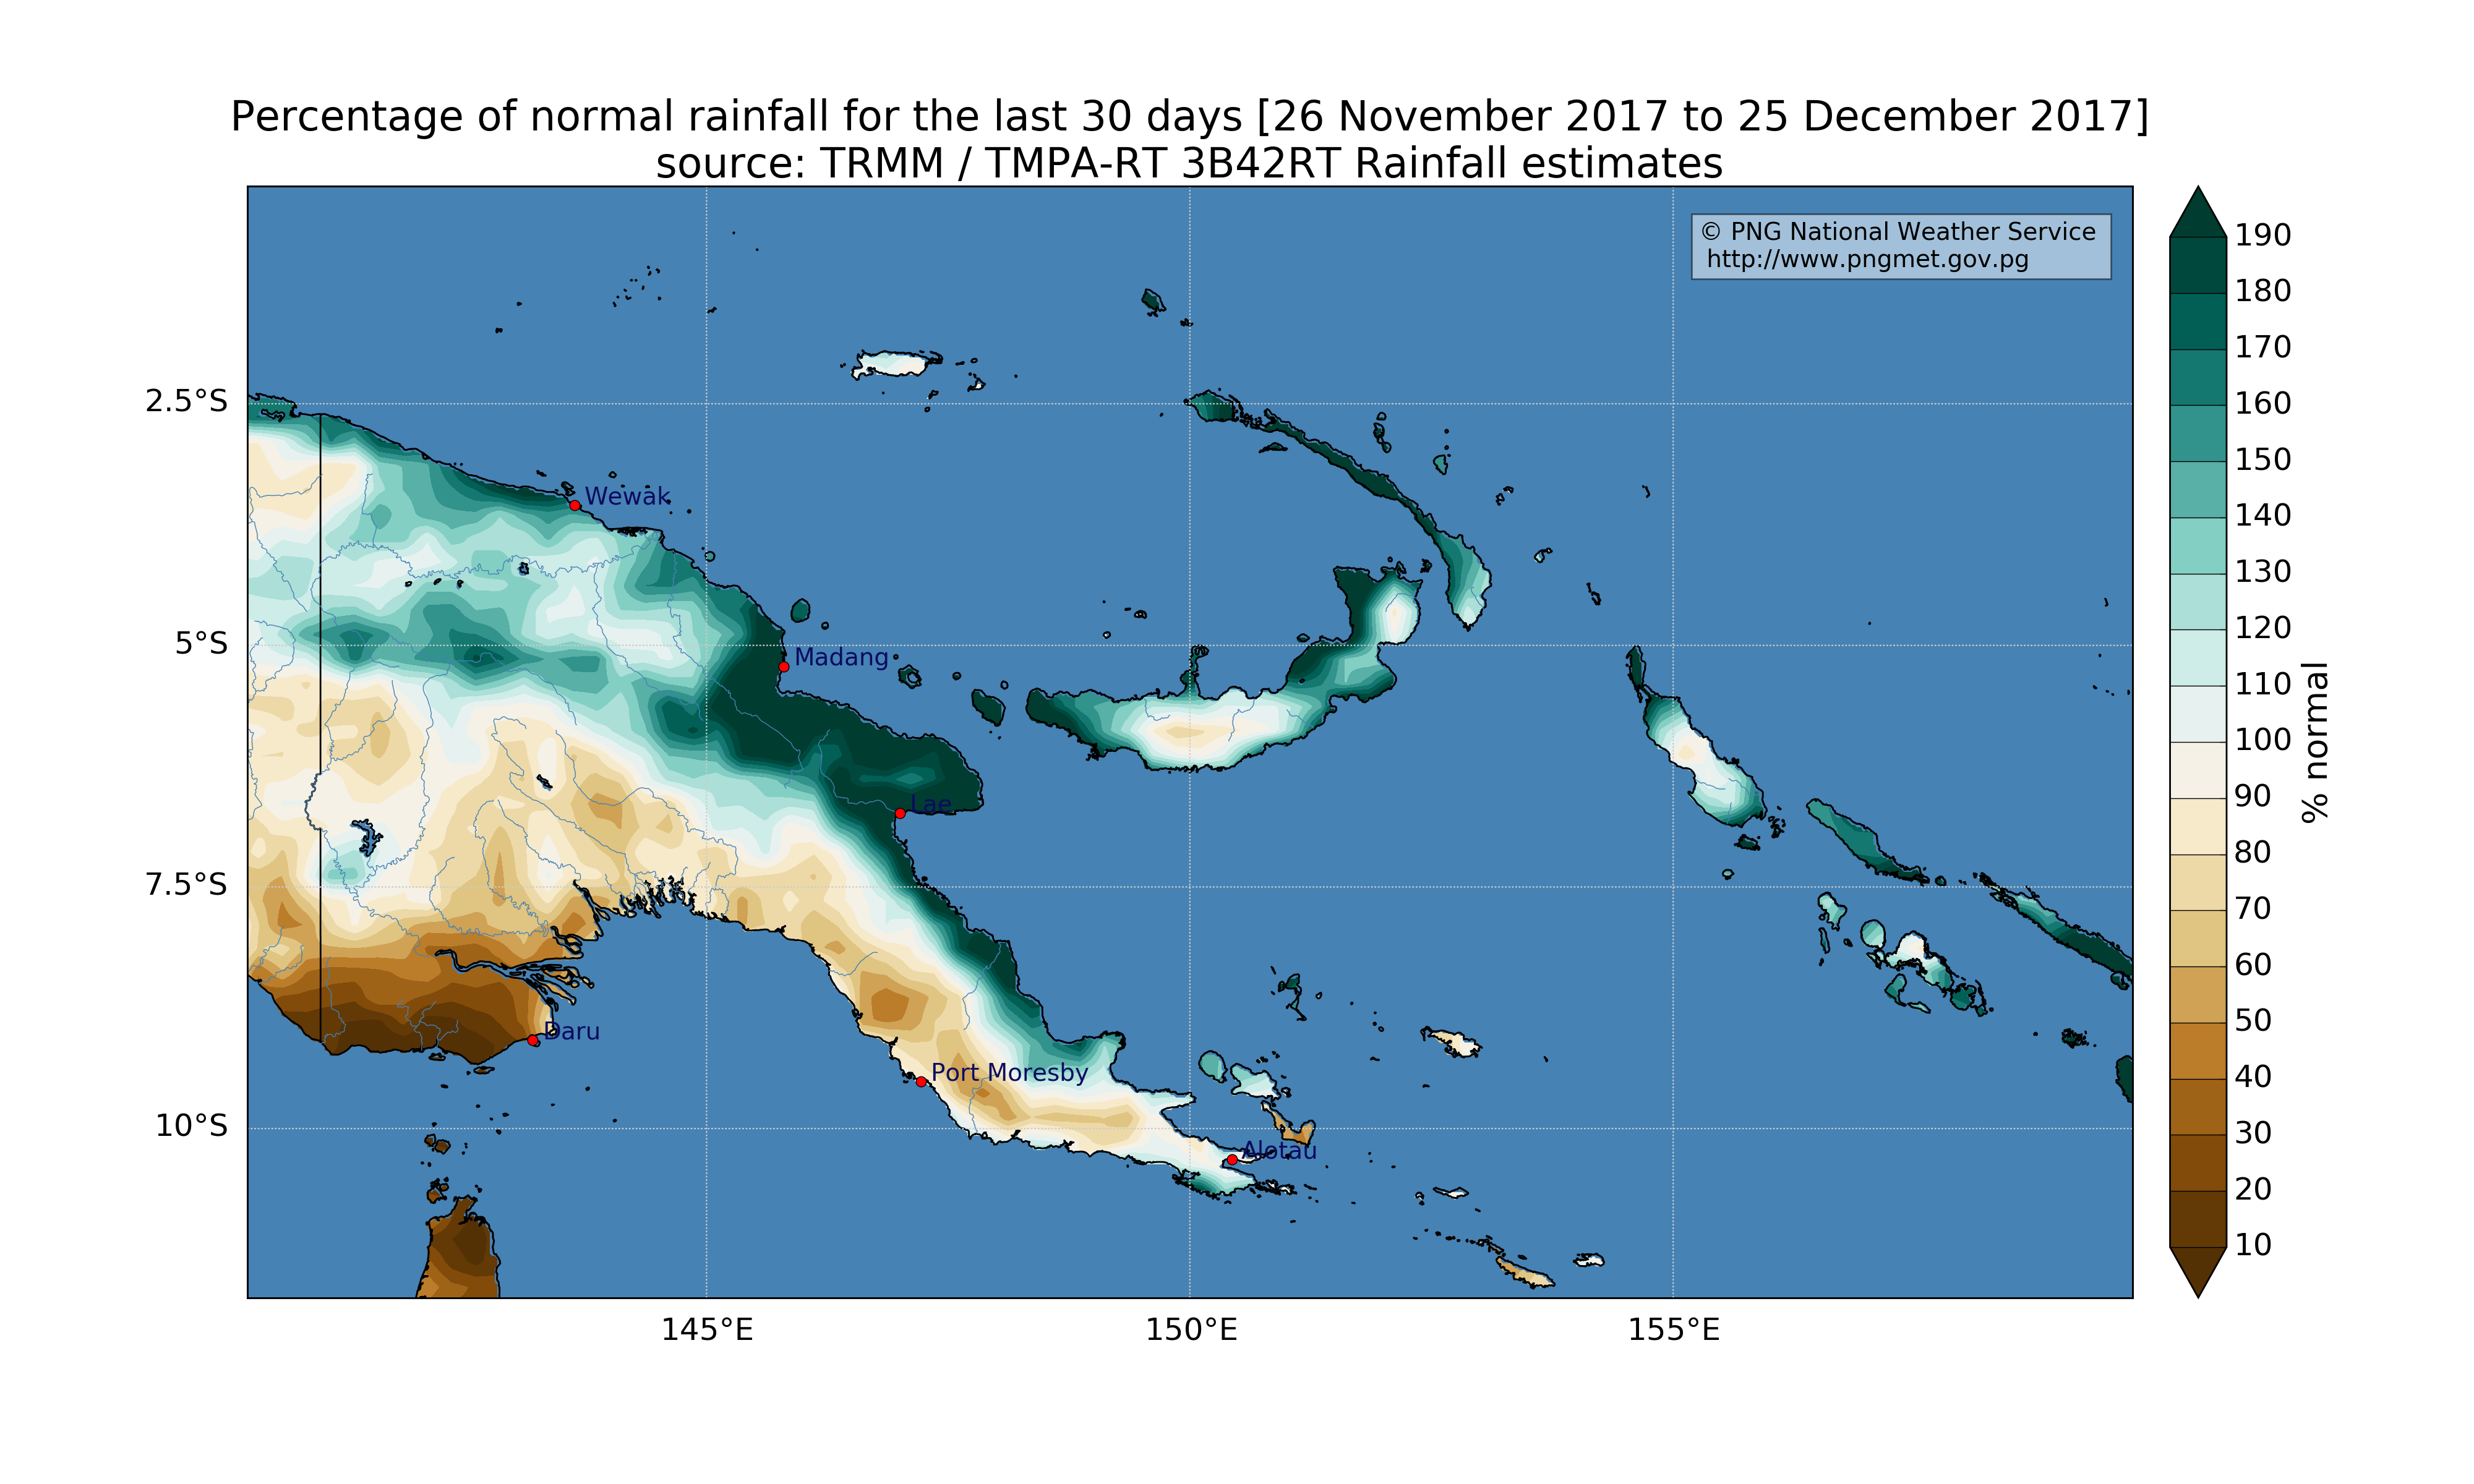 Percentage of normal rainfall for the last 30 days [26 November 2017 to 25 December 2017]
source: TRMM / TMPA-RT 3B42RT Rainfall estimates
© PNG National Weather Service
http://www.pngmet.gov.pg
190
180
170
160
150
140
130
120
110
100
90
80
70
60
50
40
30
20
10
% normal
2.5°S
5°S
7.5°S
10°S
Wewak
Madang
Lae
Daru
Port Moresby
Alotau
145°E
150°E
155°E